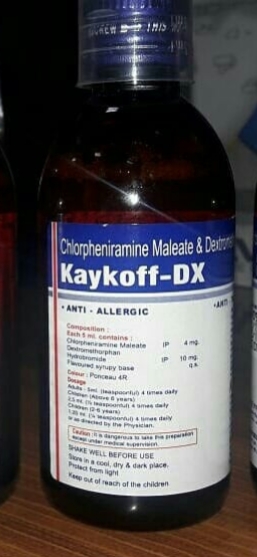 SCREW THIS
Chlorpheniramine Maleate & Dextrom
Kaykoff-DX
• ANTI - ALLERGIC
• ANTI
Composition :
Each 5 ml. contains :
Chlorpheniramine Maleate IP 4 mg.
Dextromethorphan
Hydrobromide IP 10 mg.
Flavoured syrupy base q.s.
Colour : Ponceau 4R
Dosage
Adults : 5ml. (teaspoonful) 4 times daily
Children (Above 6 years)
2.5 ml. (½ teaspoonful) 4 times daily
Children (2-6 years)
1.25 ml. (¼ teaspoonful) 4 times daily
or as directed by the Physician.
Caution : It is dangerous to take this preparation
except under medical supervision.
SHAKE WELL BEFORE USE
Store in a cool, dry & dark place.
Protect from light
Keep out of reach of the children